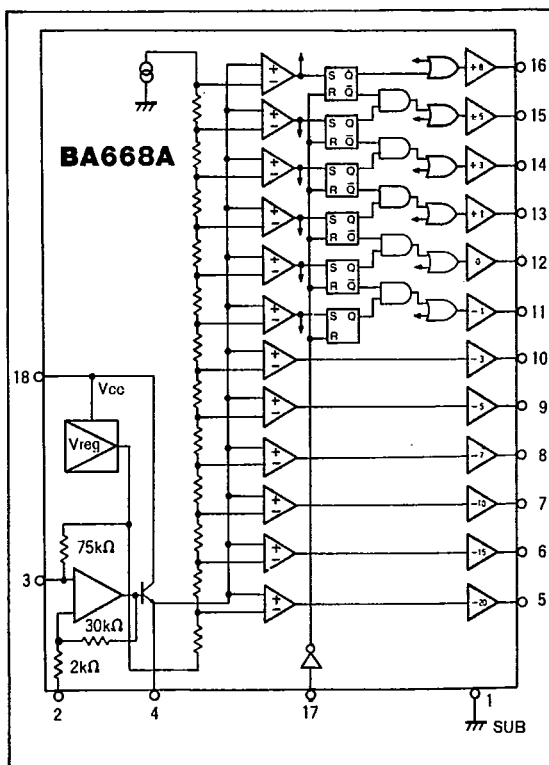 16
+8
S Q
R Q̄
15
+5
S Q
R Q̄
BA668A
14
+3
S Q
R Q̄
13
+1
S Q
R Q̄
12
0
S Q
R Q̄
11
-1
S Q
R
10
-3
18
Vcc
9
-5
Vreg
8
-7
7
-10
75kΩ
6
-15
3
5
-20
30kΩ
2kΩ
2
4
17
1
SUB